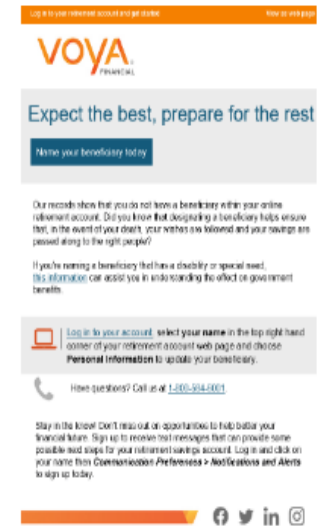 Log in to your retirement account and get started
View as web page
VOYA
FINANCIAL
Expect the best, prepare for the rest
Name your beneficiary today
Our records show that you do not have a beneficiary within your online
retirement account. Did you know that designating a beneficiary helps ensure
that, in the event of your death, your wishes are followed and your savings are
passed along to the right people?
If you're naming a beneficiary that has a disability or special need,
this information can assist you in understanding the effect on government
benefits.
Log in to your account, select your name in the top right hand
corner of your retirement account web page and choose
Personal Information to update your beneficiary.
Have questions? Call us at 1-800-584-6001.
Stay in the know! Don't miss out on opportunities to help better your
financial future. Sign up to receive text messages that can provide some
possible next steps for your retirement savings account. Log in and click on
your name then Communication Preferences > Notifications and Alerts
to sign up today.